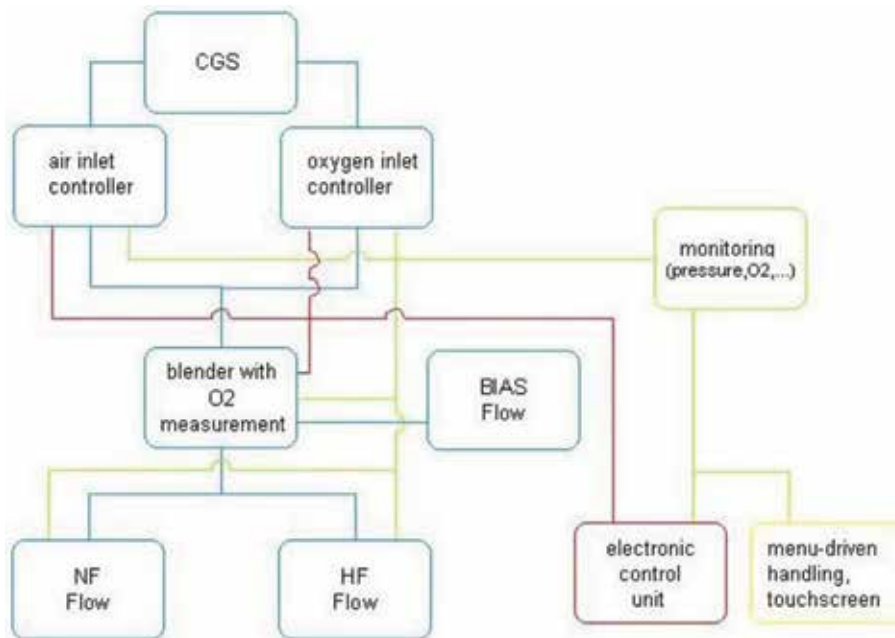 CGS
air inlet
controller
oxygen inlet
controller
monitoring
(pressure,O2,...)
blender with
O2
measurement
BIAS
Flow
NF
Flow
HF
Flow
electronic
control
unit
menu-driven
handling,
touchscreen